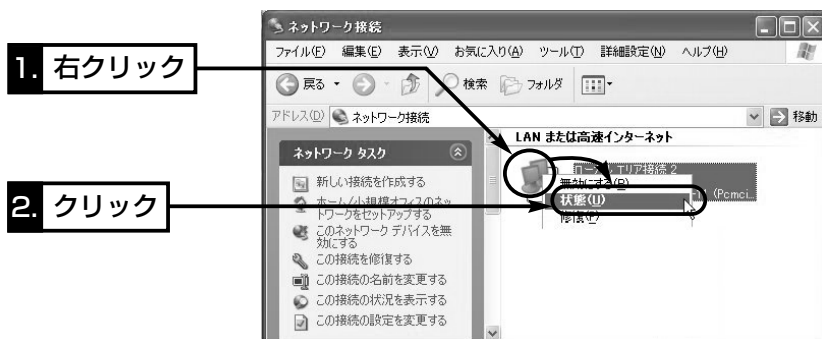 ネットワーク接続
ファイル(F) 編集(E) 表示(V) お気に入り(A) ツール(T) 詳細設定(N) ヘルプ(H)
1. 右クリック
戻る 検索 フォルダ
アドレス(D) ネットワーク接続 移動
LAN または高速インターネット
ネットワーク タスク
エリア接続 2
新しい接続を作成する
無効にする(B)
(Pcmci...
ホーム/小規模オフィスのネッ
トワークをセットアップする
2. クリック
状態(U)
修復(P)
このネットワーク デバイスを無
効にする
この接続を修復する
この接続の名前を変更する
この接続の状況を表示する
この接続の設定を変更する